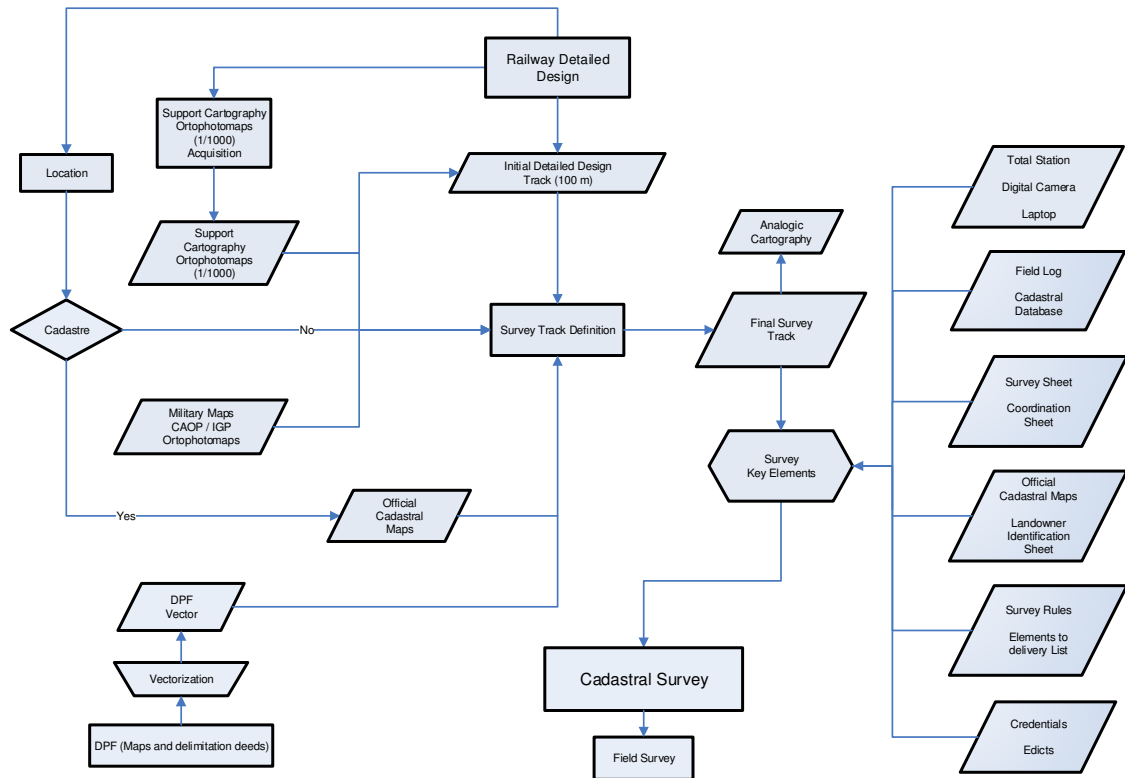 Railway Detailed
Design
Support Cartography
Ortophotomaps
(1/1000)
Acquisition
Location
Initial Detailed Design
Track (100 m)
Support
Cartography
Ortophotomaps
(1/1000)
Analogic
Cartography
Cadastre
No
Survey Track Definition
Final Survey
Track
Military Maps
CAOP / IGP
Ortophotomaps
Survey
Key Elements
Yes
Official
Cadastral
Maps
DPF
Vector
Vectorization
DPF (Maps and delimitation deeds)
Cadastral Survey
Field Survey
Total Station
Digital Camera
Laptop
Field Log
Cadastral
Database
Survey Sheet
Coordination
Sheet
Official
Cadastral Maps
Landowner
Identification
Sheet
Survey Rules
Elements to
delivery List
Credentials
Edicts